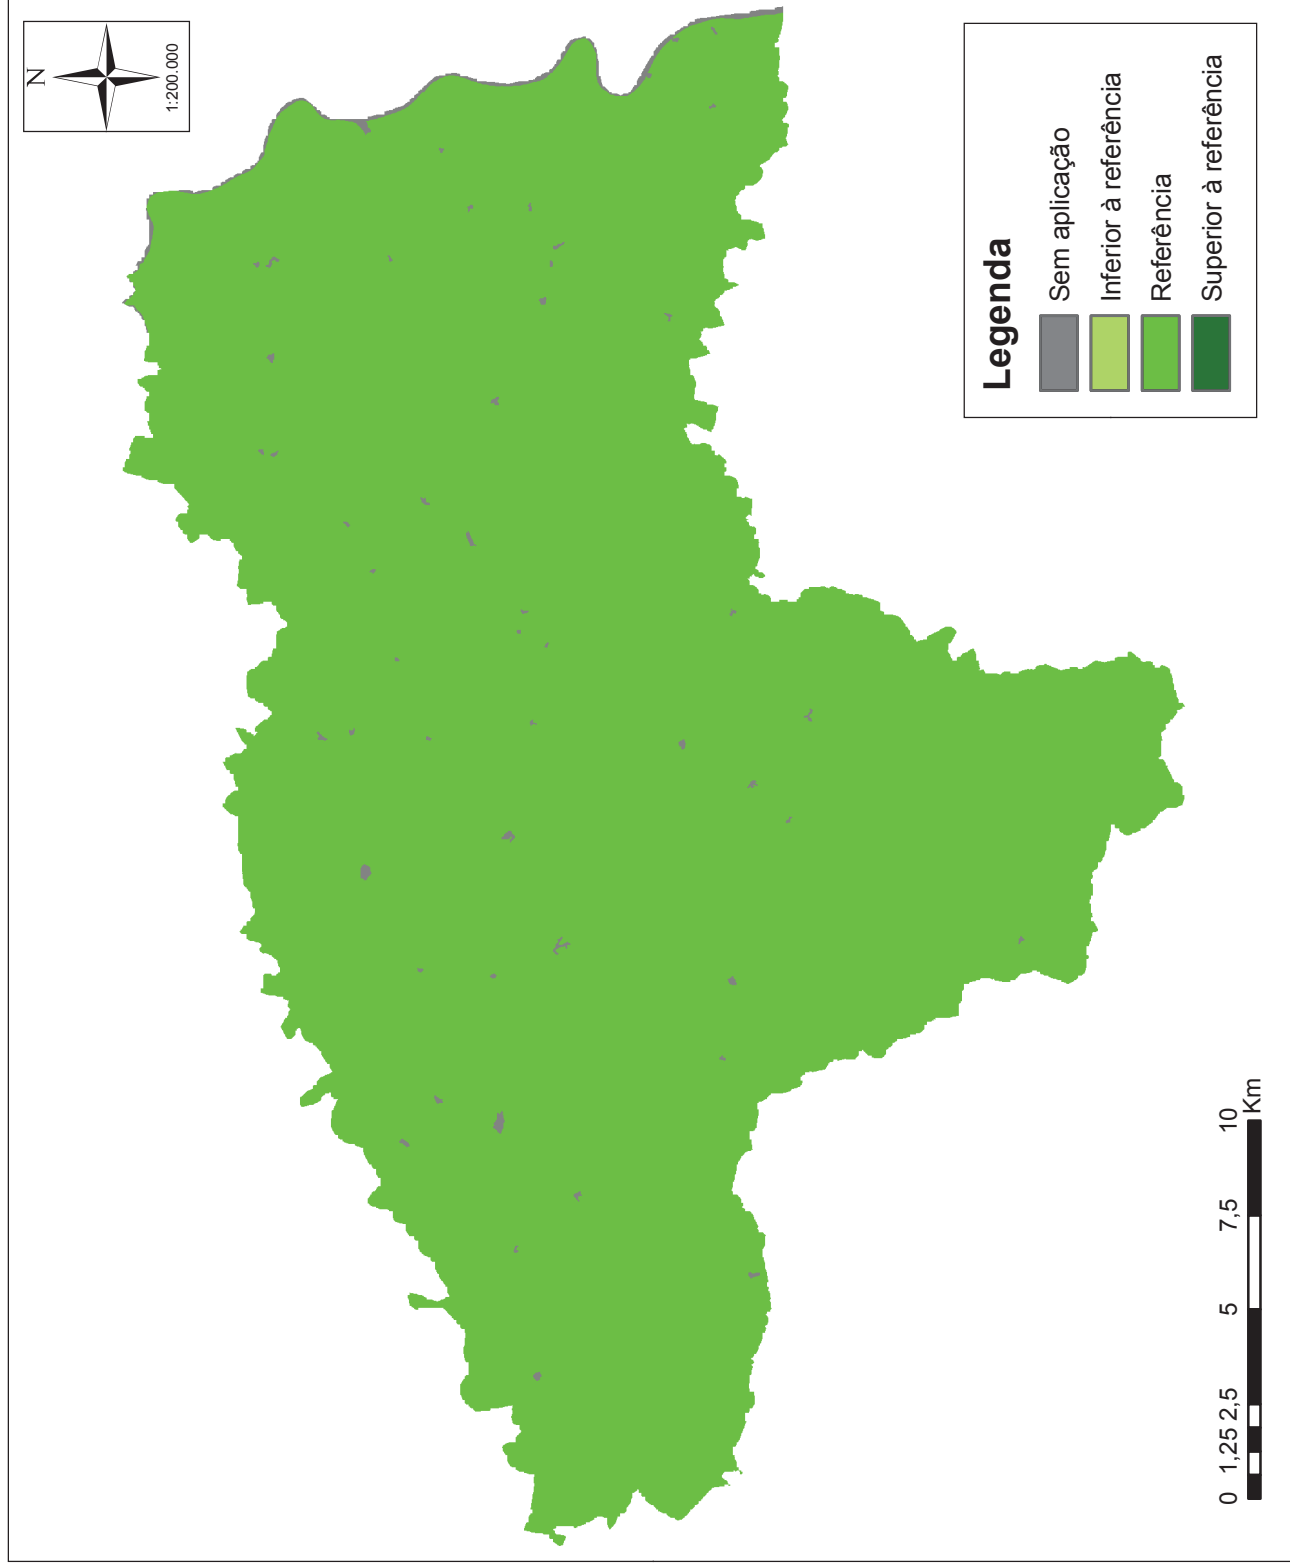 N
1:200.000
Legenda
Sem aplicação
Inferior à referência
Referência
Superior à referência
0 1,25 2,5 5 7,5 10
Km